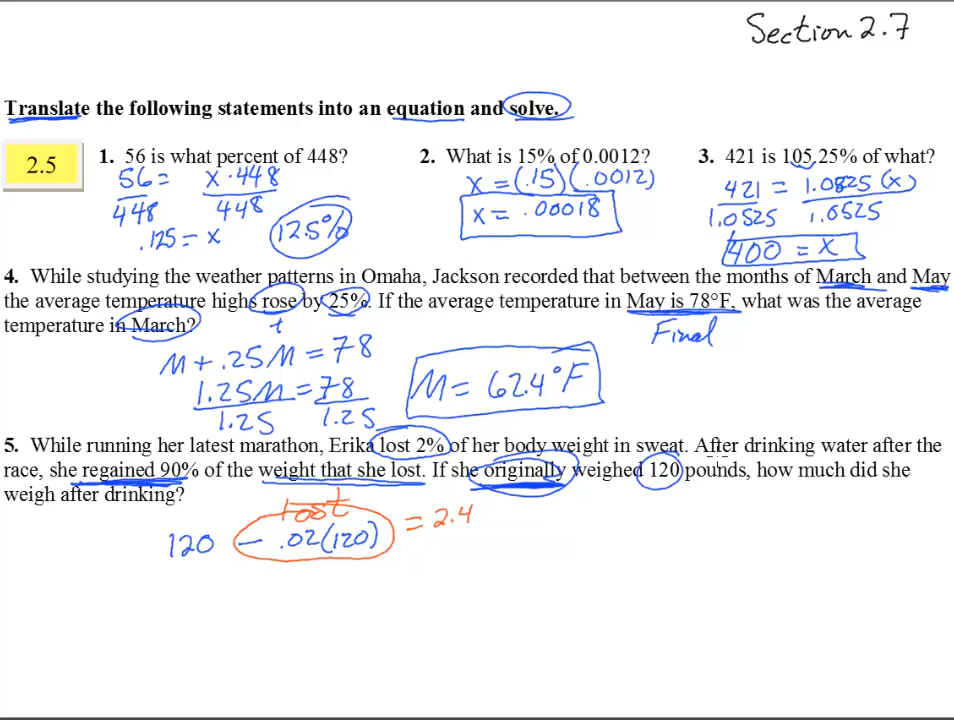 Section 2.7
Translate the following statements into an equation and solve.
2.5
1. 56 is what percent of 448?
56 = x · 448
448 448
.125 = x
12.5%
2. What is 15% of 0.0012?
x = (.15)(.0012)
x = .00018
3. 421 is 105.25% of what?
421 = 1.0525 (x)
1.0525 1.0525
400 = x
4. While studying the weather patterns in Omaha, Jackson recorded that between the months of March and May
the average temperature highs rose by 25%. If the average temperature in May is 78°F, what was the average
temperature in March?
+
Final
M + .25M = 78
1.25M = 78
1.25 1.25
M = 62.4°F
5. While running her latest marathon, Erika lost 2% of her body weight in sweat. After drinking water after the
race, she regained 90% of the weight that she lost. If she originally weighed 120 pounds, how much did she
weigh after drinking?
lost
120 - .02(120) = 2.4